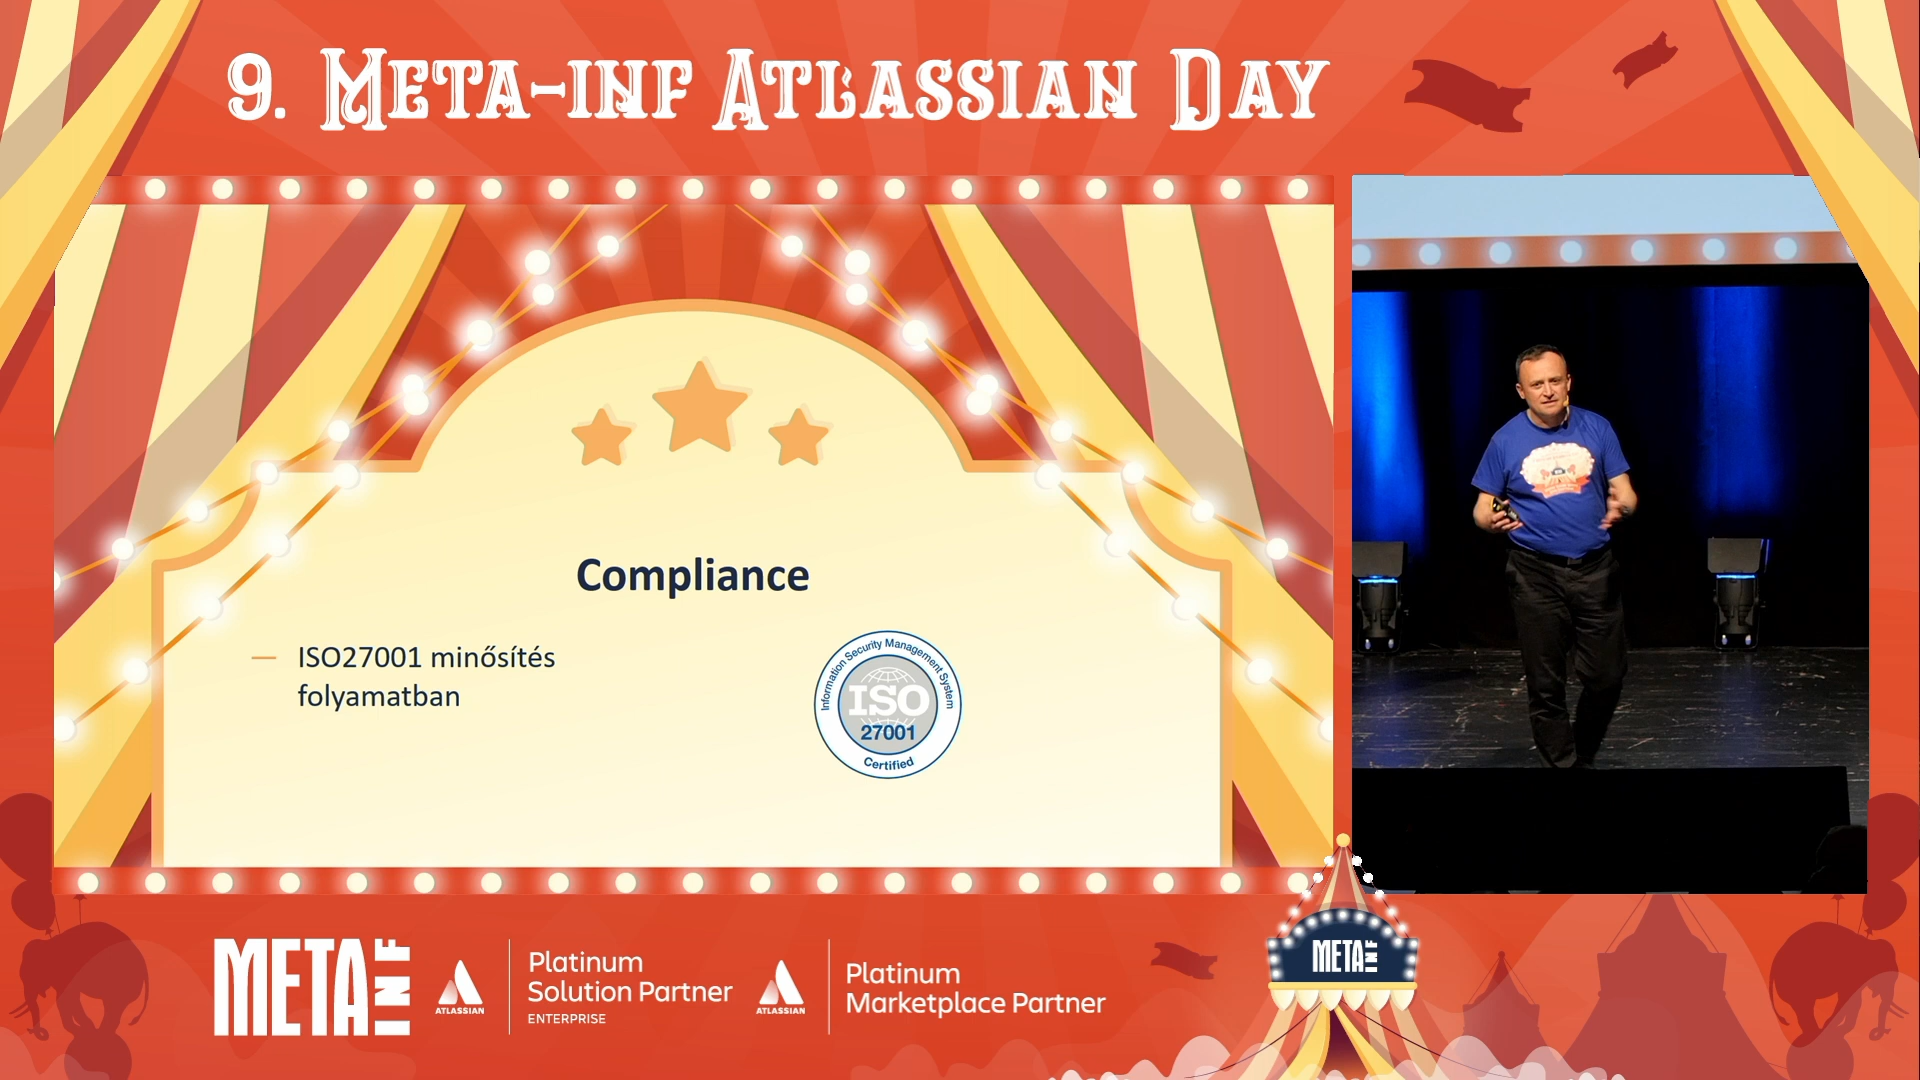 9. META-INF ATLASSIAN DAY
Compliance
— ISO27001 minősítés
folyamatban
Information Security Management System
ISO
27001
Certified
META INF
ATLASSIAN
Platinum
Solution Partner
ENTERPRISE
ATLASSIAN
Platinum
Marketplace Partner
META INF